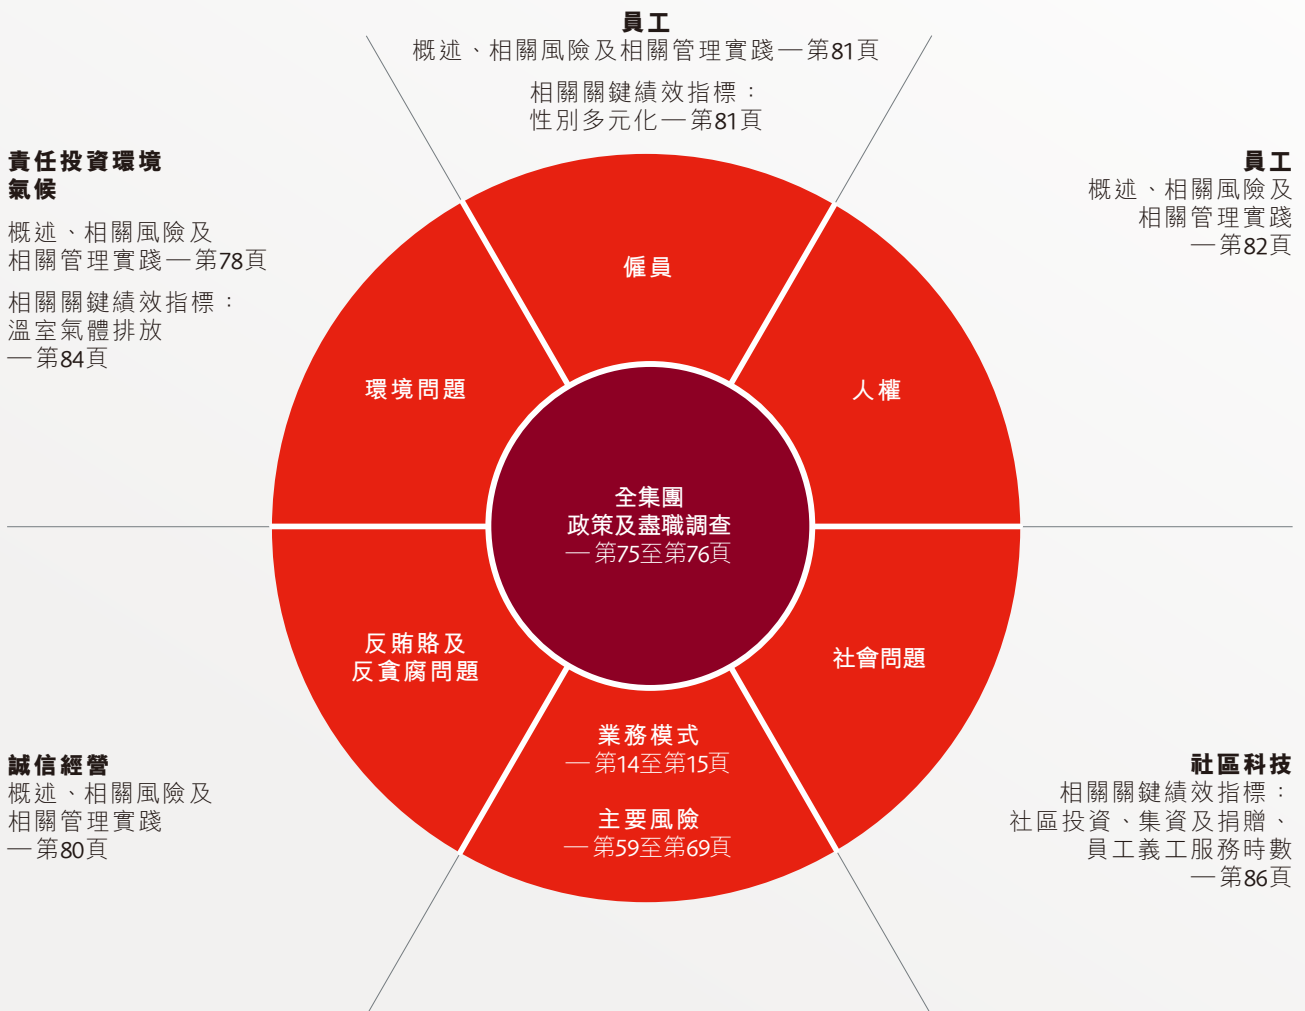 員工
概述、相關風險及相關管理實踐—第81頁
相關關鍵績效指標：
性別多元化—第81頁
責任投資環境
氣候
概述、相關風險及
相關管理實踐—第78頁
相關關鍵績效指標：
溫室氣體排放
—第84頁
員工
概述、相關風險及
相關管理實踐
—第82頁
僱員
環境問題
人權
全集團
政策及盡職調查
—第75至第76頁
反賄賂及
反貪腐問題
社會問題
業務模式
—第14至第15頁
主要風險
—第59至第69頁
誠信經營
概述、相關風險及
相關管理實踐
—第80頁
社區科技
相關關鍵績效指標：
社區投資、集資及捐贈、
員工義工服務時數
—第86頁